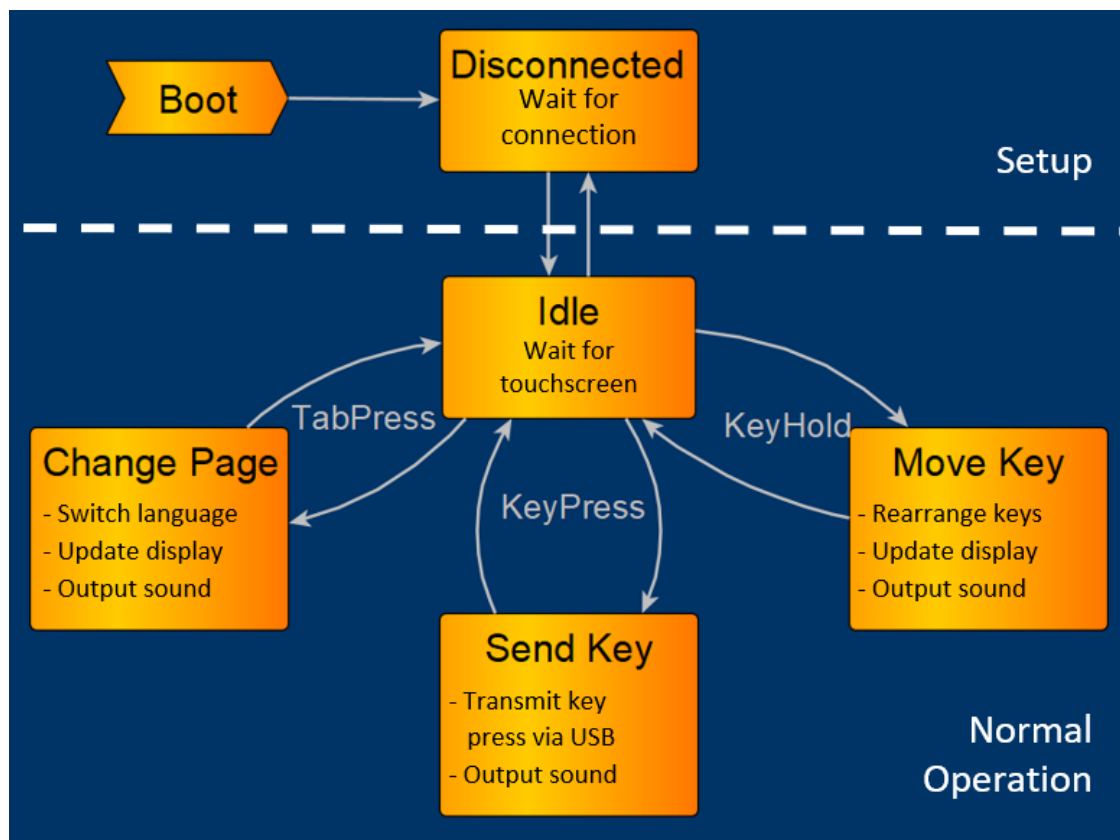 Boot
Disconnected
Wait for
connection
Setup
Idle
Wait for
touchscreen
TabPress
KeyHold
KeyPress
Change Page
- Switch language
- Update display
- Output sound
Move Key
- Rearrange keys
- Update display
- Output sound
Send Key
- Transmit key
press via USB
- Output sound
Normal
Operation